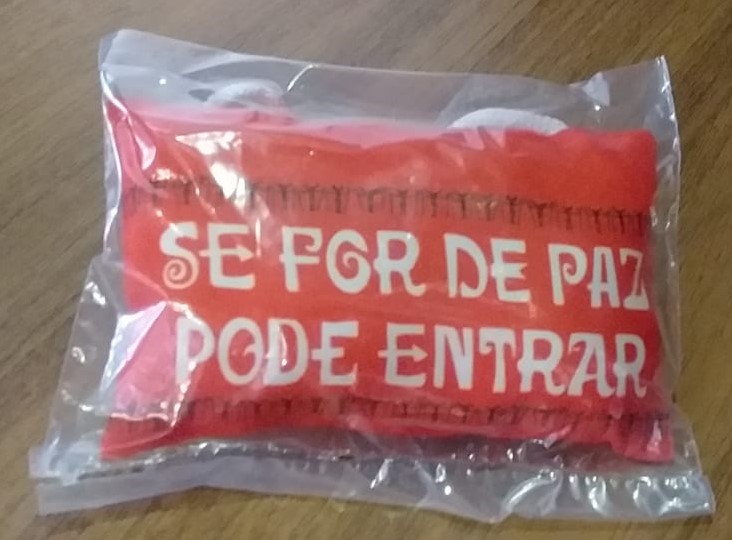 SE FOR DE PAZ
PODE ENTRAR